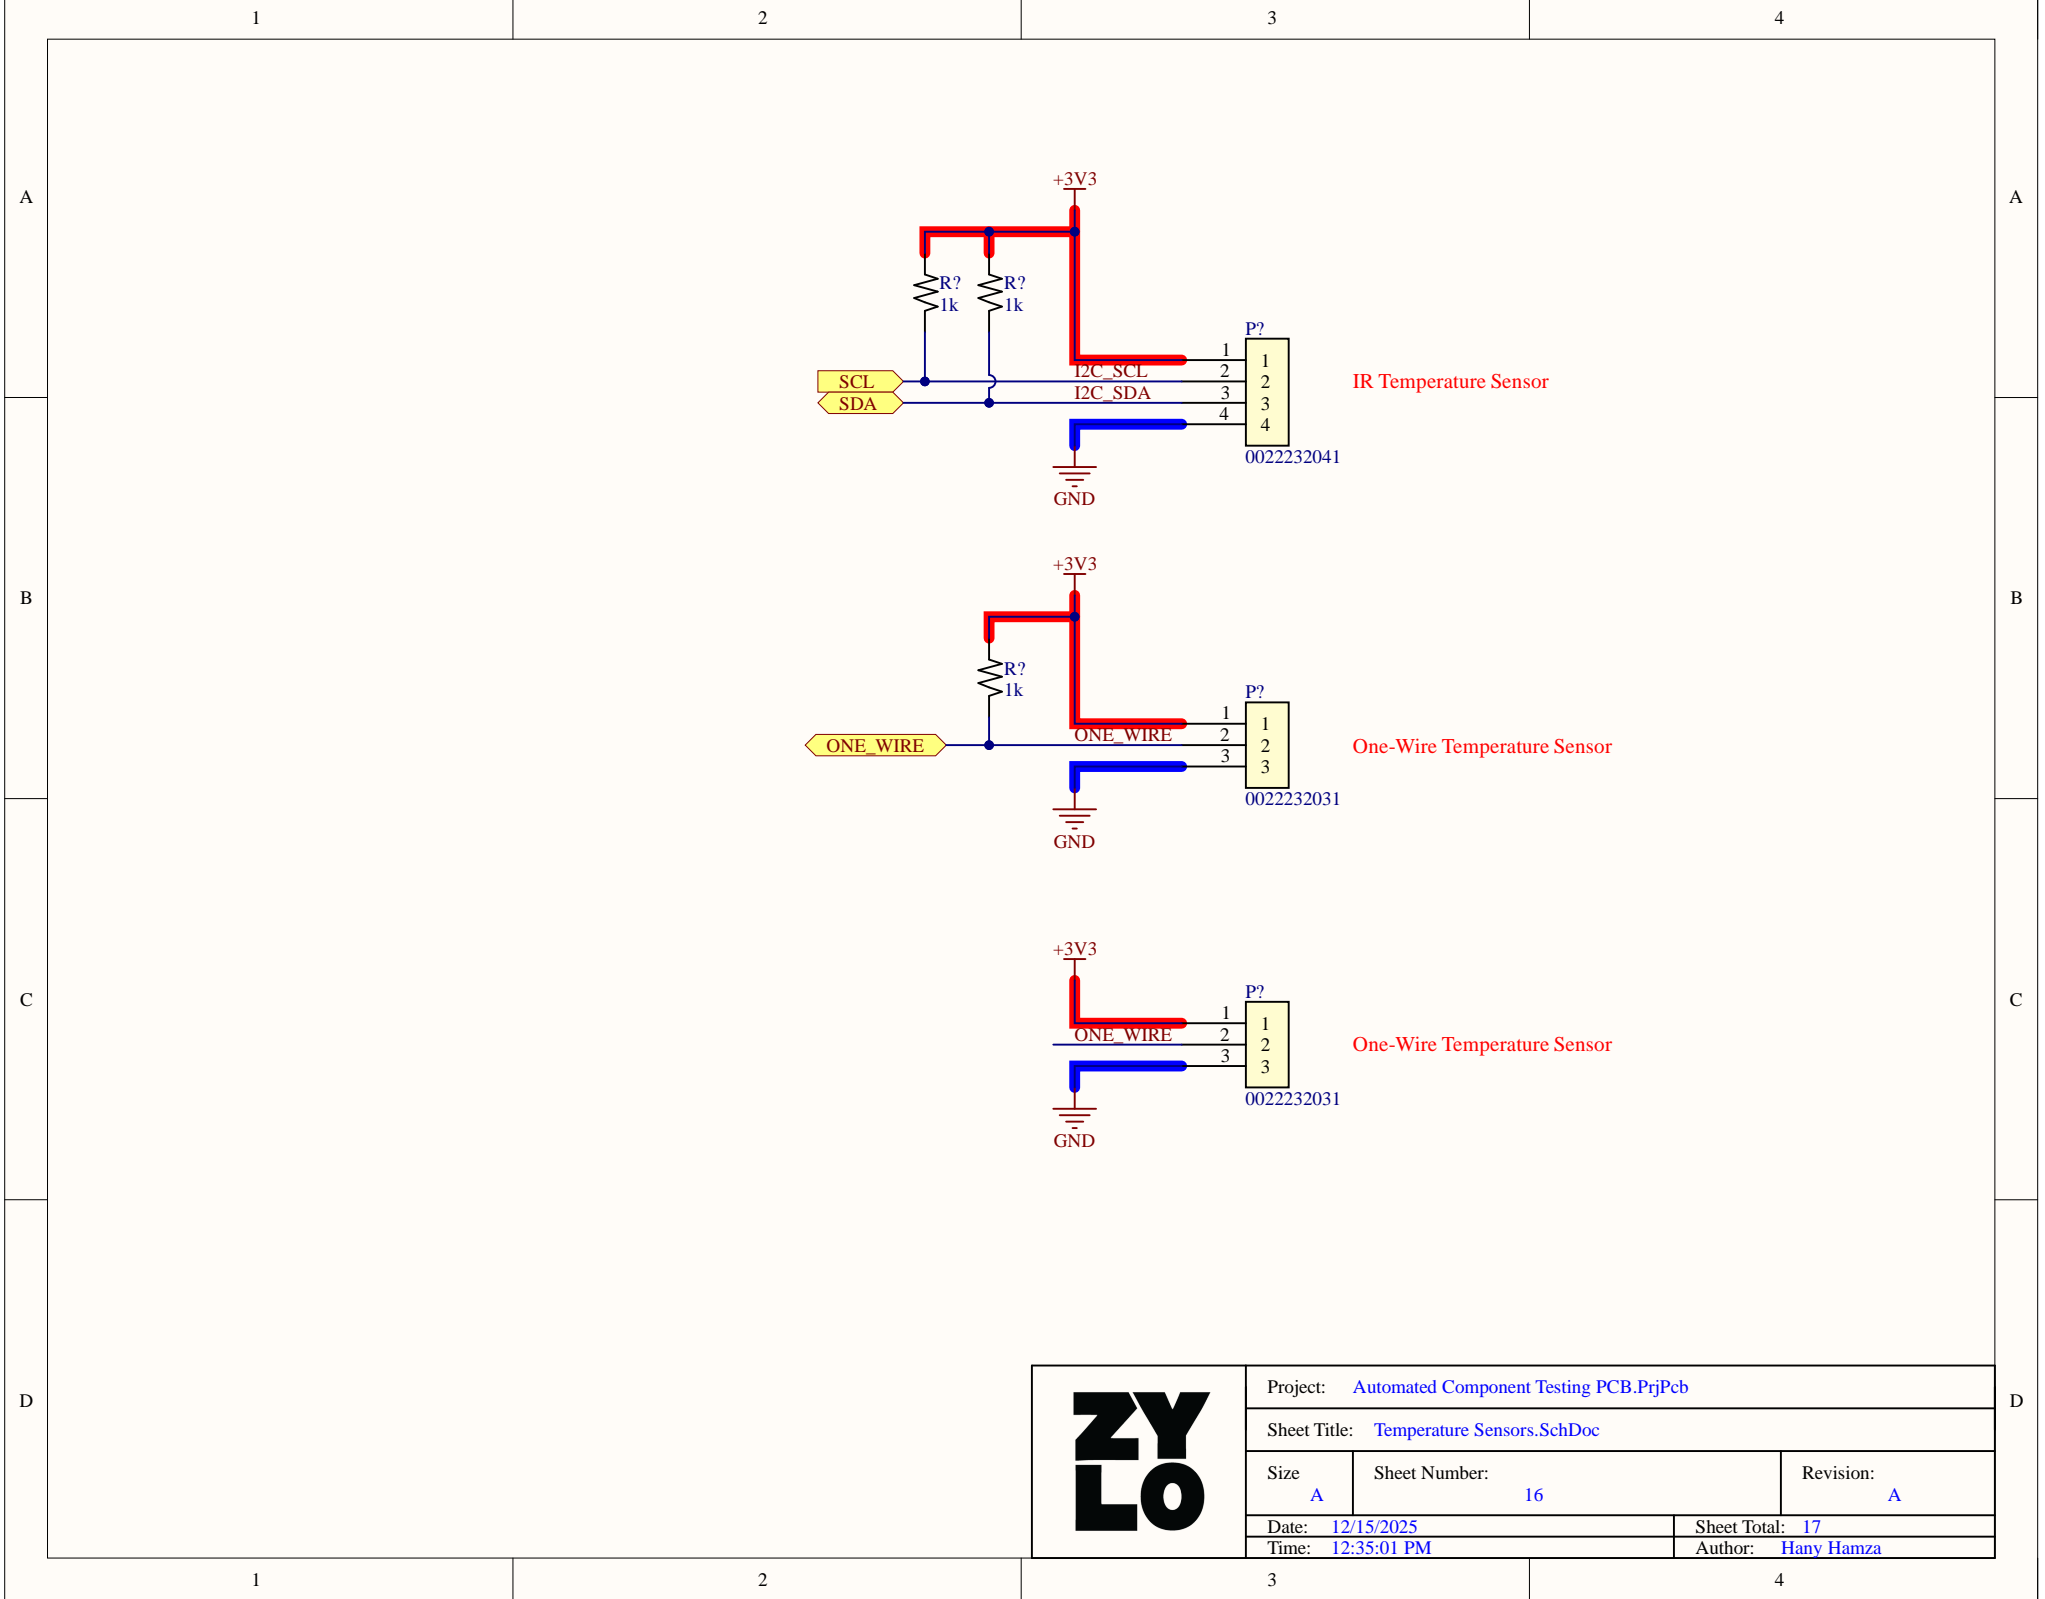 1 2 3 4
A A
+3V3
R? R?
1k 1k
P?
1 1
I2C_SCL
SCL 2 2
I2C_SDA 3
SDA 3
4 4
IR Temperature Sensor
0022232041
GND
+3V3
B B
R?
1k
P?
1 1
ONE_WIRE
ONE_WIRE 2 2
3 3
One-Wire Temperature Sensor
0022232031
GND
+3V3
C C
P?
1 1
ONE_WIRE 2 2
3 3
One-Wire Temperature Sensor
0022232031
GND
D D
ZY
LO
Project: Automated Component Testing PCB.PrjPcb
Sheet Title: Temperature Sensors.SchDoc
Size Sheet Number: Revision:
A 16 A
Date: 12/15/2025 Sheet Total: 17
Time: 12:35:01 PM Author: Hany Hamza
1 2 3 4